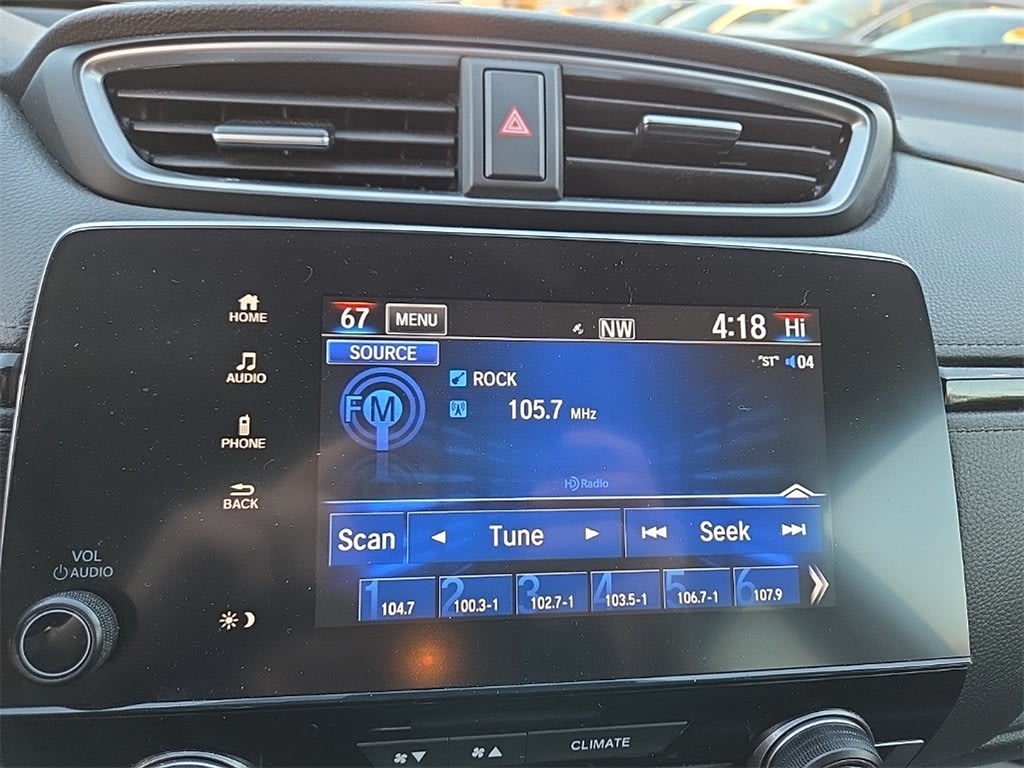 67 MENU NW 4:18 Hi
SOURCE
"ST" 04
FM
ROCK
105.7 MHz
HD Radio
Scan Tune Seek
1 104.7
2 100.3-1
3 102.7-1
4 103.5-1
5 106.7-1
6 107.9
HOME
AUDIO
PHONE
BACK
VOL
AUDIO
CLIMATE